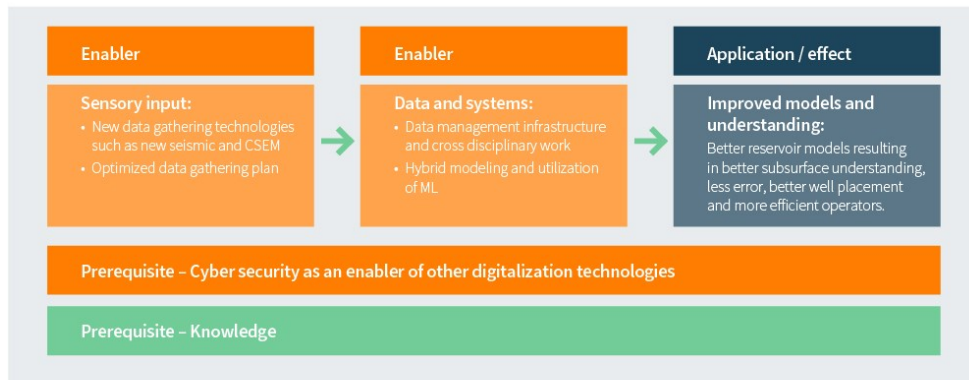 Enabler
Sensory input:
• New data gathering technologies
such as new seismic and CSEM
• Optimized data gathering plan
Enabler
Data and systems:
• Data management infrastructure
and cross disciplinary work
• Hybrid modeling and utilization
of ML
Application / effect
Improved models and
understanding:
Better reservoir models resulting
in better subsurface understanding,
less error, better well placement
and more efficient operators.
Prerequisite – Cyber security as an enabler of other digitalization technologies
Prerequisite – Knowledge